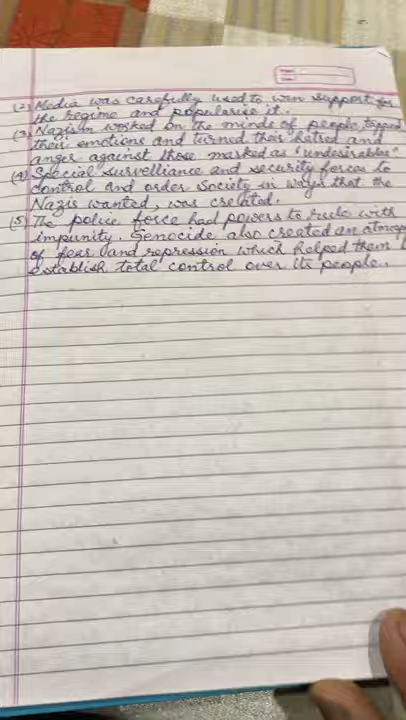 (2) Media was carefully used to win support for
the regime and popularise it.
(3) Nazism worked on the minds of people, tapped
their emotions and turned their hatred and
anger against those marked as "undesirables"
(4) Special survelliance and security forces to
control and order society in ways that the
Nazis wanted, was created.
(5) The police force had powers to rule with
impunity. Genocide also created an
of fear and repression which helped them
establish total control over its people.